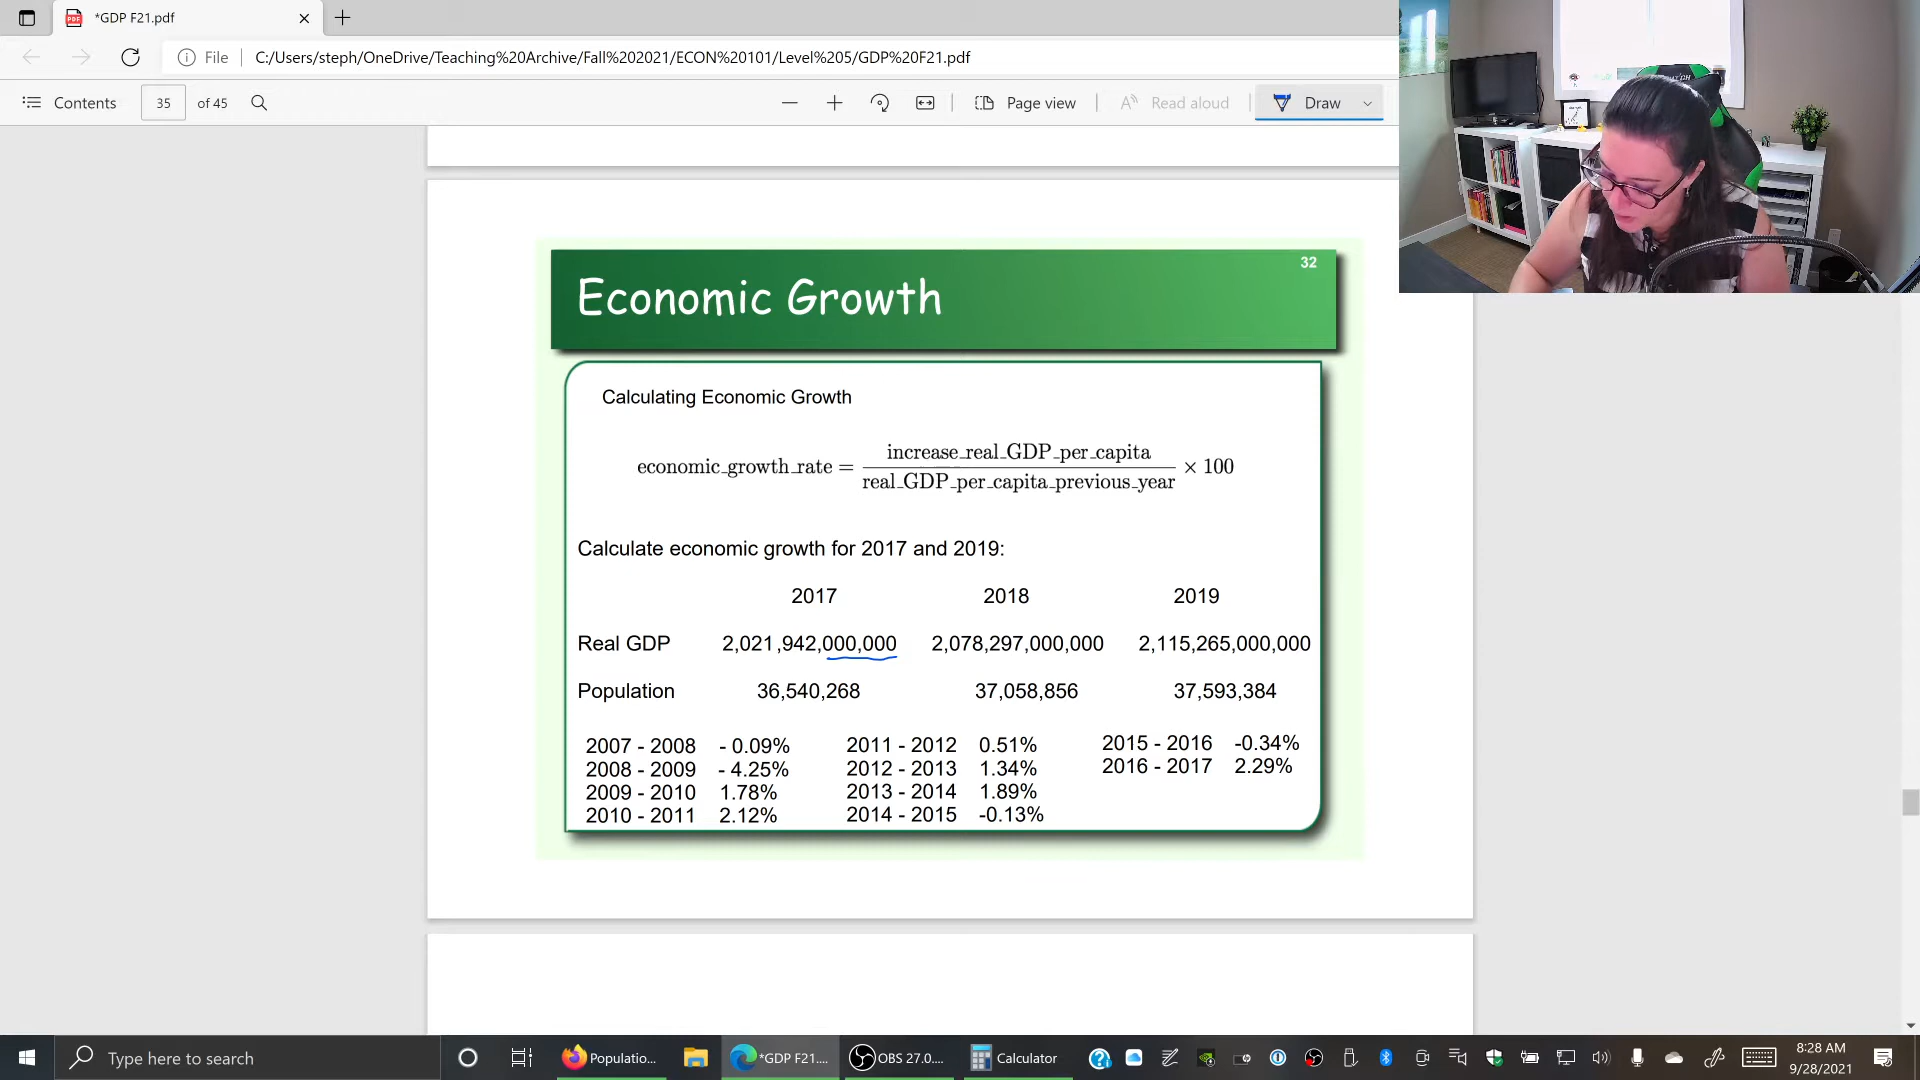 *GDP F21.pdf
File C:/Users/steph/OneDrive/Teaching%20Archive/Fall%202021/ECON%20101/Level%205/GDP%20F21.pdf
Contents 35 of 45 Page view Read aloud Draw
32
Economic Growth
Calculating Economic Growth
economic_growth_rate = increase_real_GDP_per_capita / real_GDP_per_capita_previous_year × 100
Calculate economic growth for 2017 and 2019:
2017 2018 2019
Real GDP 2,021,942,000,000 2,078,297,000,000 2,115,265,000,000
Population 36,540,268 37,058,856 37,593,384
2007 - 2008 - 0.09% 2011 - 2012 0.51% 2015 - 2016 -0.34%
2008 - 2009 - 4.25% 2012 - 2013 1.34% 2016 - 2017 2.29%
2009 - 2010 1.78% 2013 - 2014 1.89%
2010 - 2011 2.12% 2014 - 2015 -0.13%
Type here to search Populatio... *GDP F21.... OBS 27.0.... Calculator 8:28 AM
9/28/2021